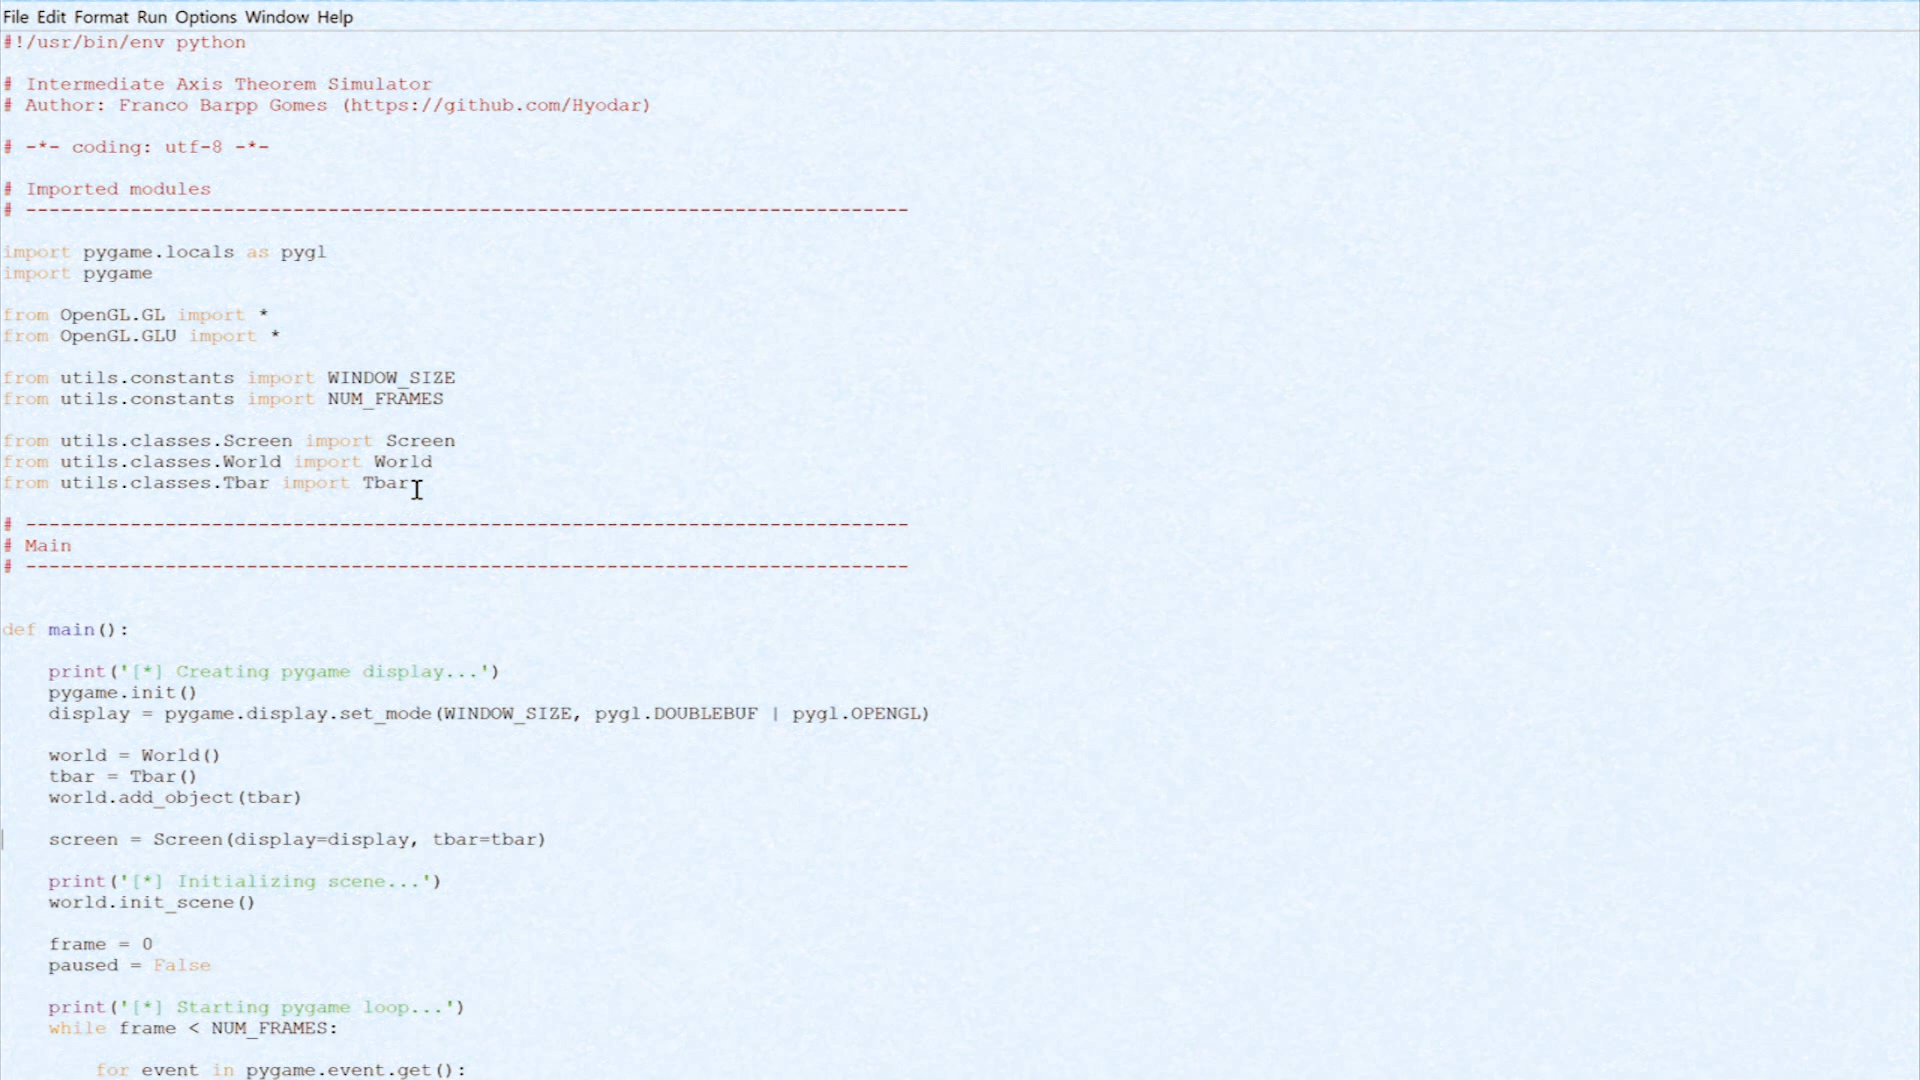 File Edit Format Run Options Window Help
#!/usr/bin/env python
# Intermediate Axis Theorem Simulator
# Author: Franco Barpp Gomes (https://github.com/Hyodar)
# -*- coding: utf-8 -*-
# Imported modules
# ----------------------------------------------------------------------------
import pygame.locals as pygl
import pygame
from OpenGL.GL import *
from OpenGL.GLU import *
from utils.constants import WINDOW_SIZE
from utils.constants import NUM_FRAMES
from utils.classes.Screen import Screen
from utils.classes.World import World
from utils.classes.Tbar import Tbar
# ----------------------------------------------------------------------------
# Main
# ----------------------------------------------------------------------------
def main():
    print('[*] Creating pygame display...')
    pygame.init()
    display = pygame.display.set_mode(WINDOW_SIZE, pygl.DOUBLEBUF | pygl.OPENGL)
    world = World()
    tbar = Tbar()
    world.add_object(tbar)
    screen = Screen(display=display, tbar=tbar)
    print('[*] Initializing scene...')
    world.init_scene()
    frame = 0
    paused = False
    print('[*] Starting pygame loop...')
    while frame < NUM_FRAMES:
        for event in pygame.event.get():